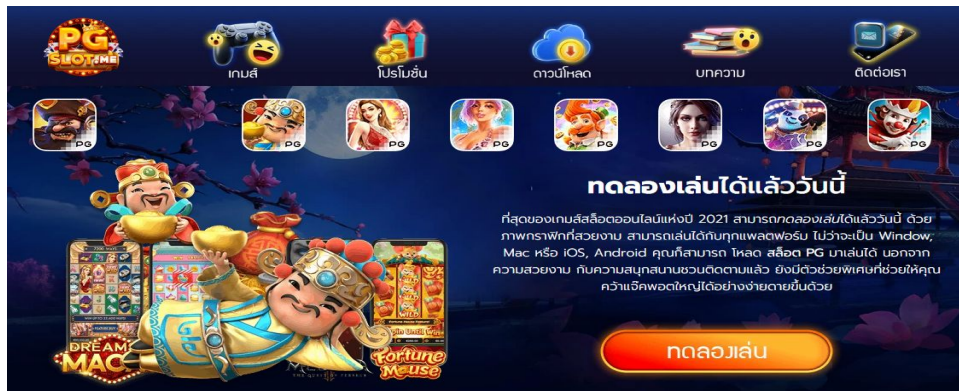 PG
SLOT ME
เกมส์
โปรโมชั่น
ดาวน์โหลด
บทความ
ติดต่อเรา
PG
PG
PG
PG
PG
PG
PG
PG
ทดลองเล่นได้แล้ววันนี้
ที่สุดของเกมส์สล็อตออนไลน์แห่งปี 2021 สามารถทดลองเล่นได้แล้ววันนี้ ด้วย
ภาพกราฟิกที่สวยงาม สามารถเล่นได้กับทุกแพลตฟอร์ม ไม่ว่าจะเป็น Window,
Mac หรือ iOS, Android คุณก็สามารถ โหลด สล็อต PG มาเล่นได้ นอกจาก
ความสวยงาม กับความสนุกสนานชวนติดตามแล้ว ยังมีตัวช่วยพิเศษที่ช่วยให้คุณ
คว้าแจ๊คพอตใหญ่ได้อย่างง่ายดายขึ้นด้วย
ทดลองเล่น
WILD
WILD
DREAM
MAC
Fortune
Mouse